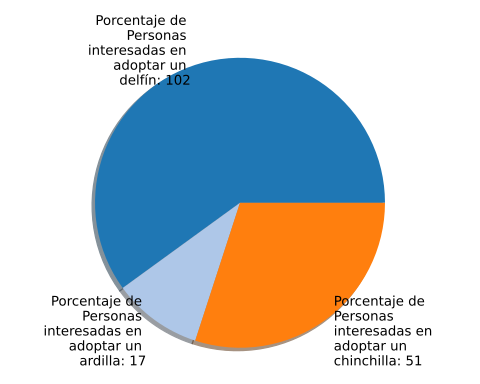 Porcentaje de
Personas
interesadas en
adoptar un
delfín: 102
Porcentaje de
Personas
interesadas en
adoptar un
ardilla: 17
Porcentaje de
Personas
interesadas en
adoptar un
chinchilla: 51